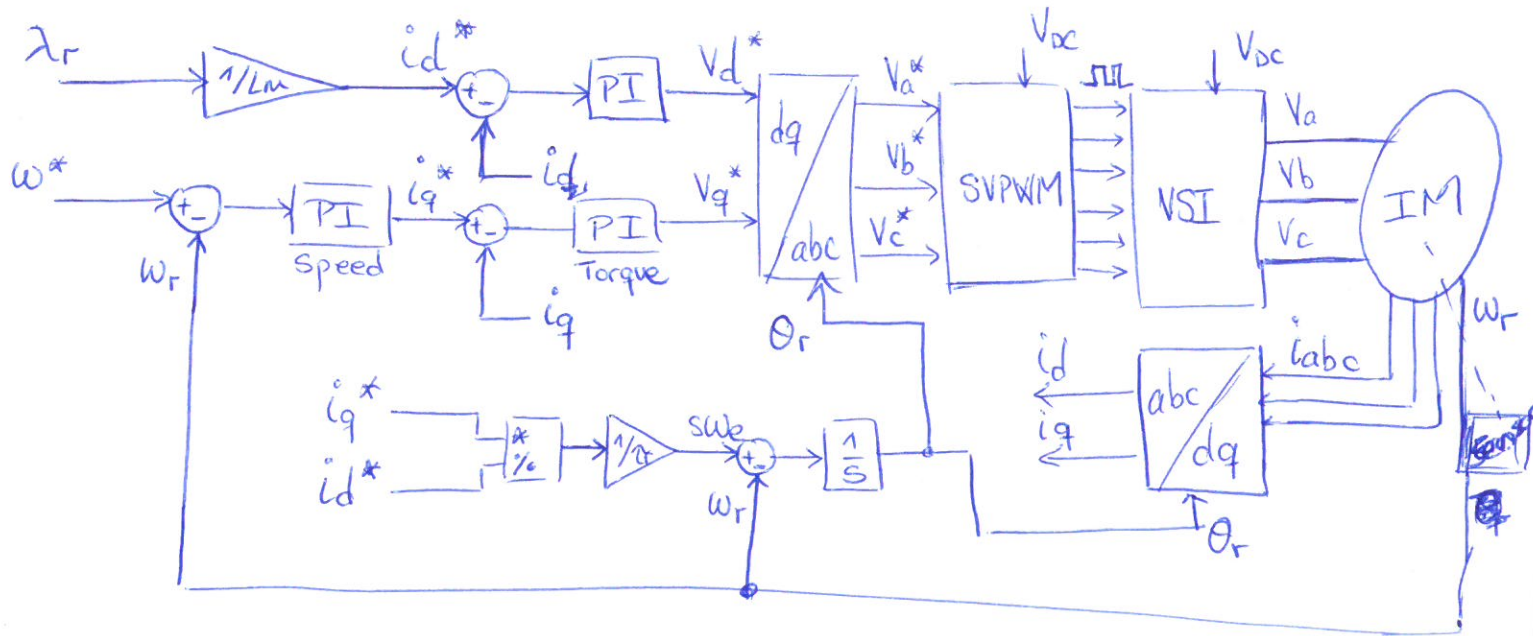 λr
1/Lm
id*
+ -
PI
Vd*
id
ω*
+ -
PI
Speed
iq*
+ -
PI
Torque
Vq*
iq
ωr
dq
abc
Va*
Vb*
Vc*
θr
VDC
SVPWM
VDC
VSI
Va
Vb
Vc
IM
ωr
iabc
abc
dq
id
iq
θr
iq*
id*
*
%
1/τr
sωe
+ -
ωr
1
S